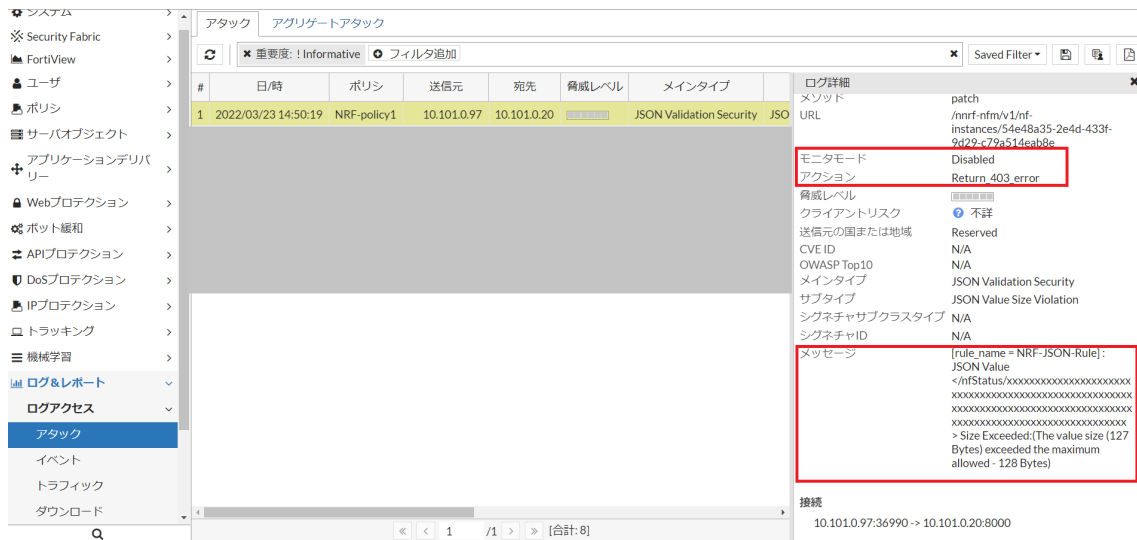 システム
Security Fabric
FortiView
ユーザ
ポリシ
サーバオブジェクト
アプリケーションデリバ
リー
Webプロテクション
ボット緩和
APIプロテクション
DoSプロテクション
IPプロテクション
トラッキング
機械学習
ログ&レポート
ログアクセス
アタック
イベント
トラフィック
ダウンロード
アタック アグリゲートアタック
重要度: ! Informative フィルタ追加 Saved Filter
# 日/時 ポリシ 送信元 宛先 脅威レベル メインタイプ
1 2022/03/23 14:50:19 NRF-policy1 10.101.0.97 10.101.0.20 JSON Validation Security JSO
« < 1 /1 > » [合計: 8]
ログ詳細
メソッド patch
URL /nnrf-nfm/v1/nf-
instances/54e48a35-2e4d-433f-
9d29-c79a514eab8e
モニタモード Disabled
アクション Return_403_error
脅威レベル
クライアントリスク 不詳
送信元の国または地域 Reserved
CVE ID N/A
OWASP Top10 N/A
メインタイプ JSON Validation Security
サブタイプ JSON Value Size Violation
シグネチャサブクラスタイプ N/A
シグネチャID N/A
メッセージ [rule_name = NRF-JSON-Rule] :
JSON Value
</nfStatus/xxxxxxxxxxxxxxxxxxxxxx
xxxxxxxxxxxxxxxxxxxxxxxxxxxxxxxx
xxxxxxxxxxxxxxxxxxxxxxxxxxxxxxxx
xxxxxxxxxxxxxxxxxxxxxxxxxxxxxxx
> Size Exceeded:(The value size (127
Bytes) exceeded the maximum
allowed - 128 Bytes)
接続
10.101.0.97:36990 -> 10.101.0.20:8000